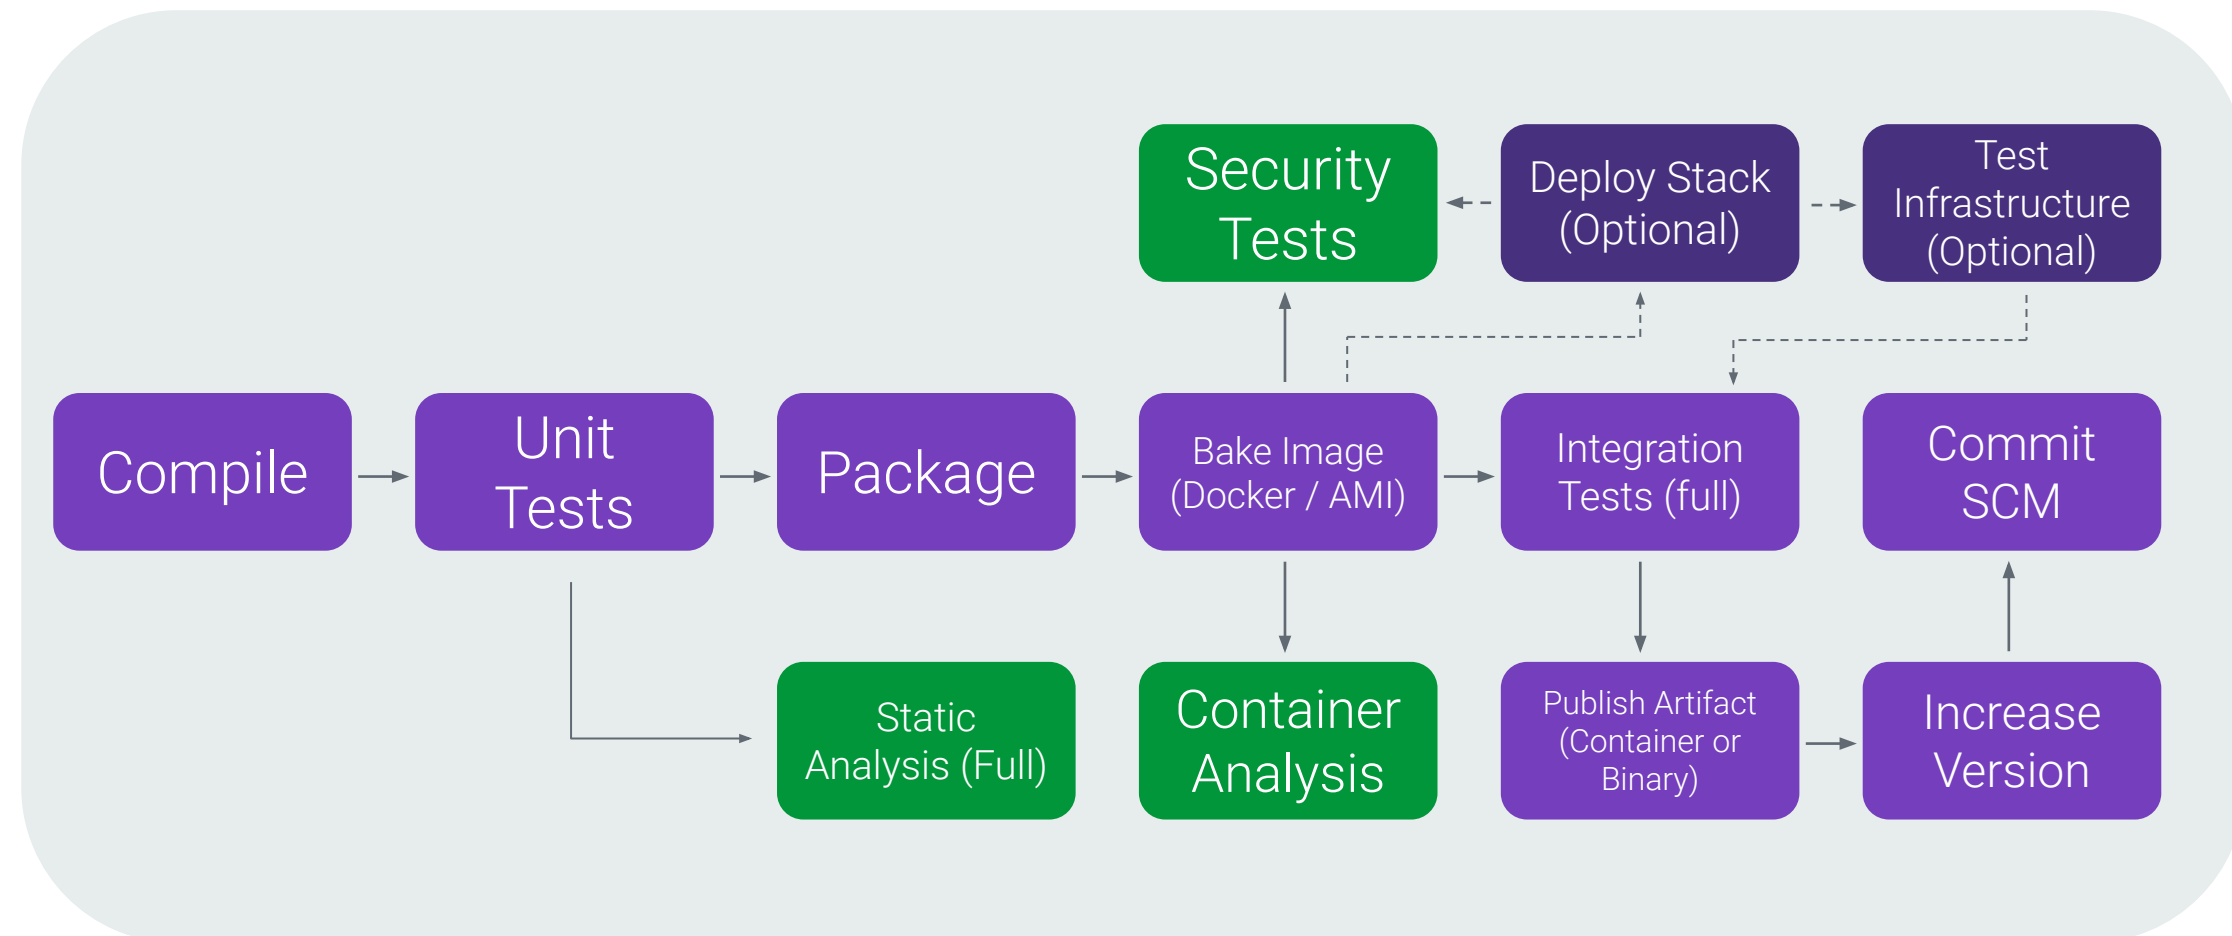 Security
Tests
Deploy Stack
(Optional)
Test
Infrastructure
(Optional)
Compile
Unit
Tests
Package
Bake Image
(Docker / AMI)
Integration
Tests (full)
Commit
SCM
Static
Analysis (Full)
Container
Analysis
Publish Artifact
(Container or
Binary)
Increase
Version